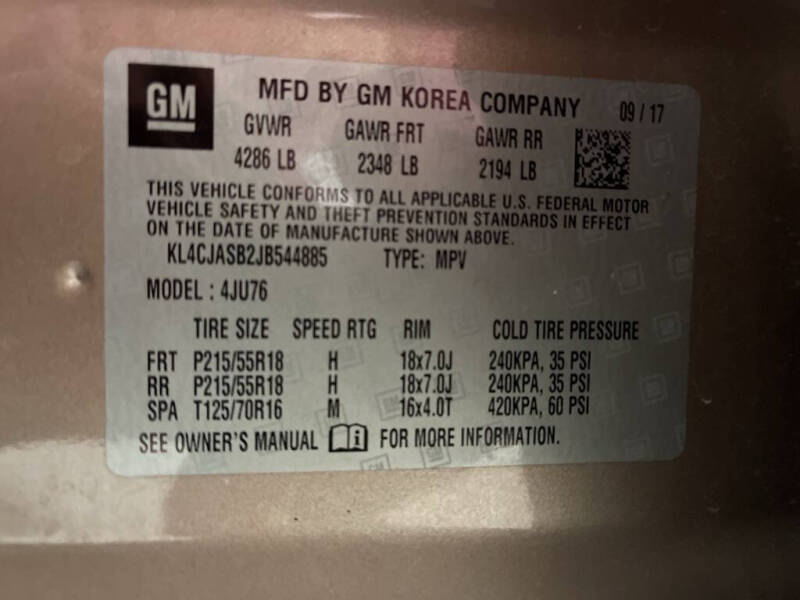 GM MFD BY GM KOREA COMPANY 09 / 17
GVWR GAWR FRT GAWR RR
4286 LB 2348 LB 2194 LB
THIS VEHICLE CONFORMS TO ALL APPLICABLE U.S. FEDERAL MOTOR
VEHICLE SAFETY AND THEFT PREVENTION STANDARDS IN EFFECT
ON THE DATE OF MANUFACTURE SHOWN ABOVE.
KL4CJASB2JB544885 TYPE: MPV
MODEL : 4JU76
TIRE SIZE SPEED RTG RIM COLD TIRE PRESSURE
FRT P215/55R18 H 18x7.0J 240KPA, 35 PSI
RR P215/55R18 H 18x7.0J 240KPA, 35 PSI
SPA T125/70R16 M 16x4.0T 420KPA, 60 PSI
SEE OWNER'S MANUAL i FOR MORE INFORMATION.